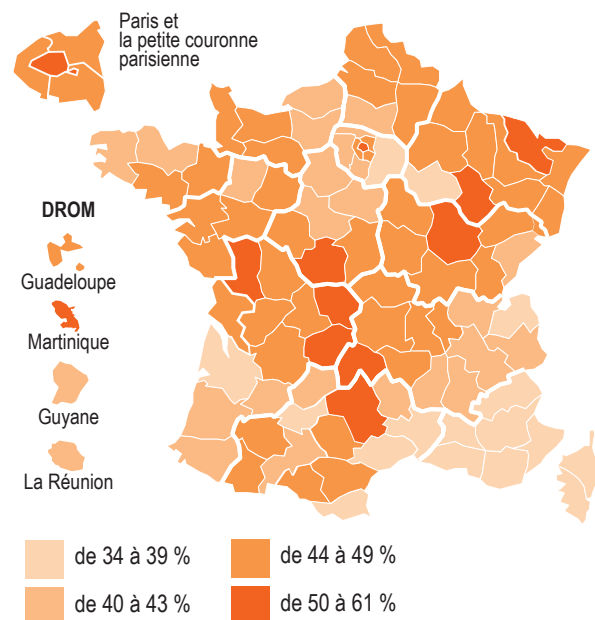 Paris et
la petite couronne
parisienne
DROM
Guadeloupe
Martinique
Guyane
La Réunion
de 34 à 39 %
de 44 à 49 %
de 40 à 43 %
de 50 à 61 %